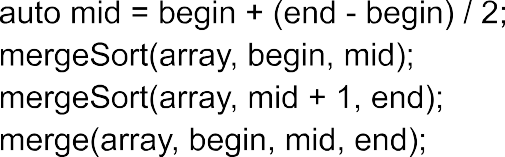 auto mid = begin + (end - begin) / 2;
mergeSort(array, begin, mid);
mergeSort(array, mid + 1, end);
merge(array, begin, mid, end);